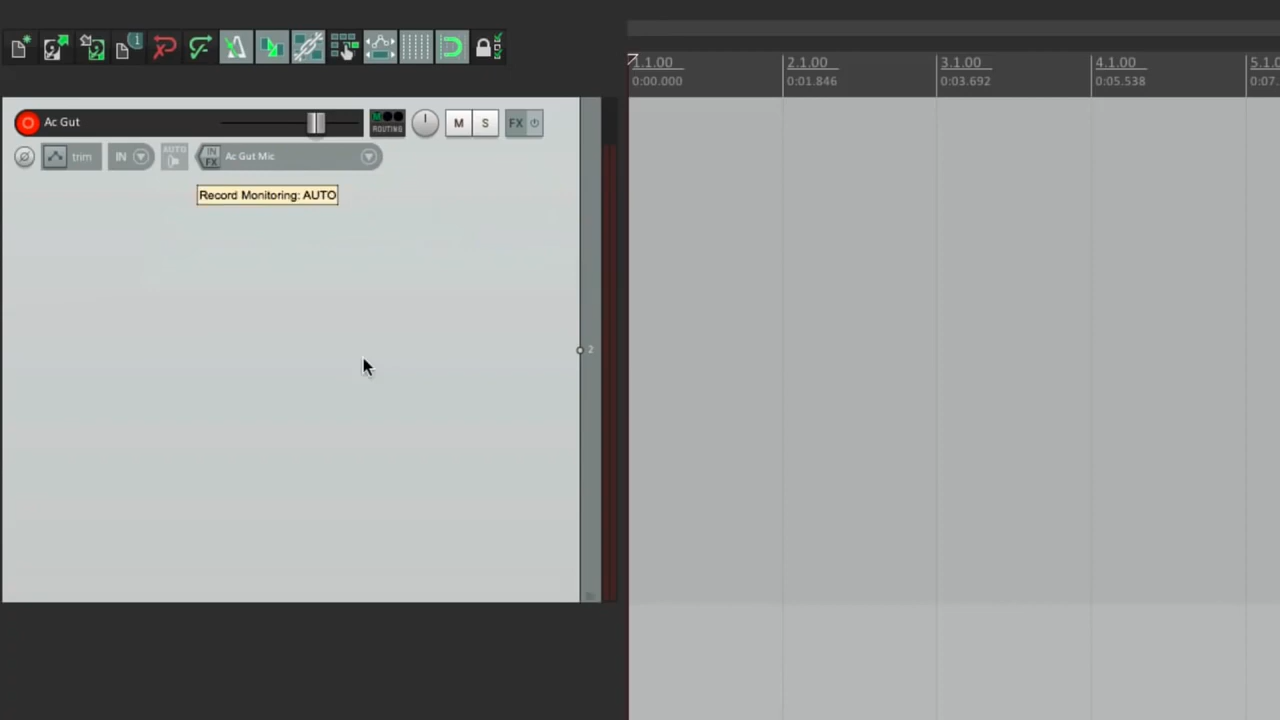 1.1.00 2.1.00 3.1.00 4.1.00 5.1.0
0:00.000 0:01.846 0:03.692 0:05.538 0:07.
Ac Gut ROUTING M S FX
trim IN AUTO IN FX Ac Gut Mic
Record Monitoring: AUTO
2